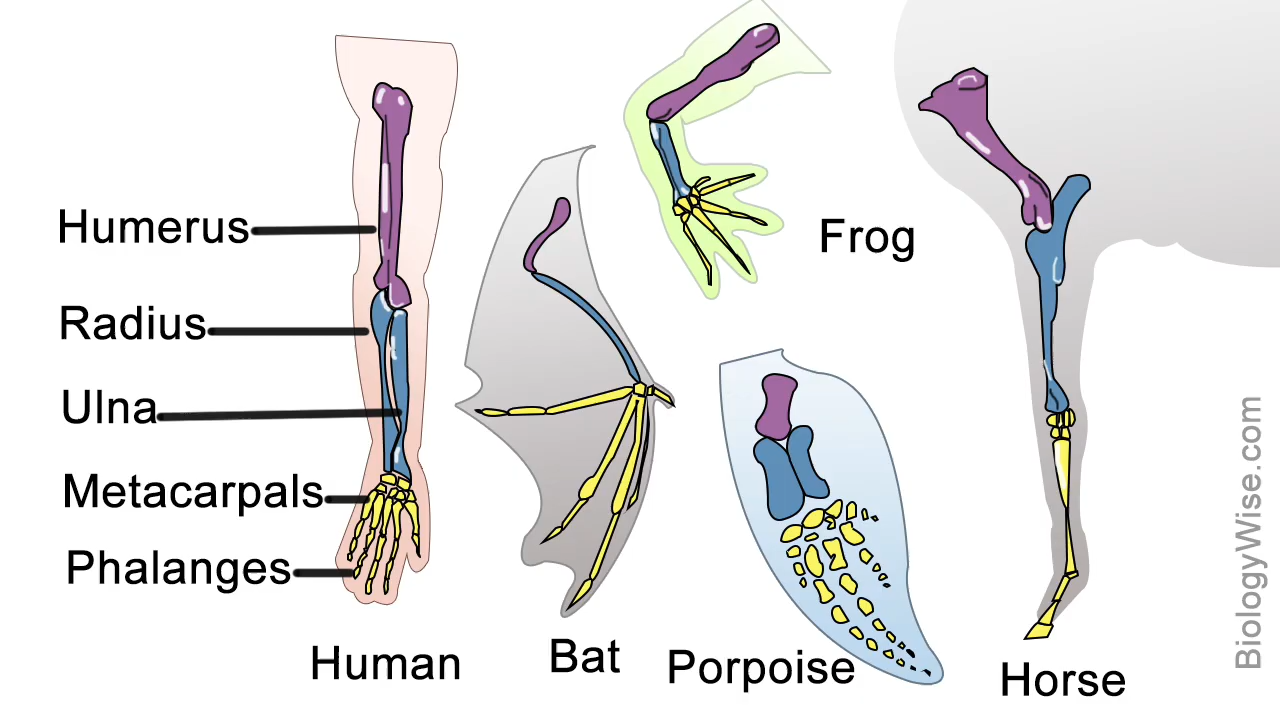 Humerus
Radius
Ulna
Metacarpals
Phalanges
Human
Bat
Frog
Porpoise
Horse
BiologyWise.com